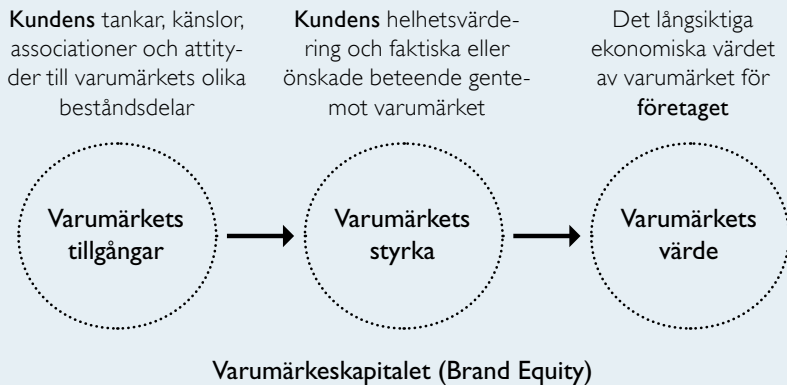 Kundens tankar, känslor,
associationer och attity-
der till varumärkets olika
beståndsdelar
Kundens helhetsvärde-
ring och faktiska eller
önskade beteende gente-
mot varumärket
Det långsiktiga
ekonomiska värdet
av varumärket för
företaget
Varumärkets
tillgångar
Varumärkets
styrka
Varumärkets
värde
Varumärkeskapitalet (Brand Equity)